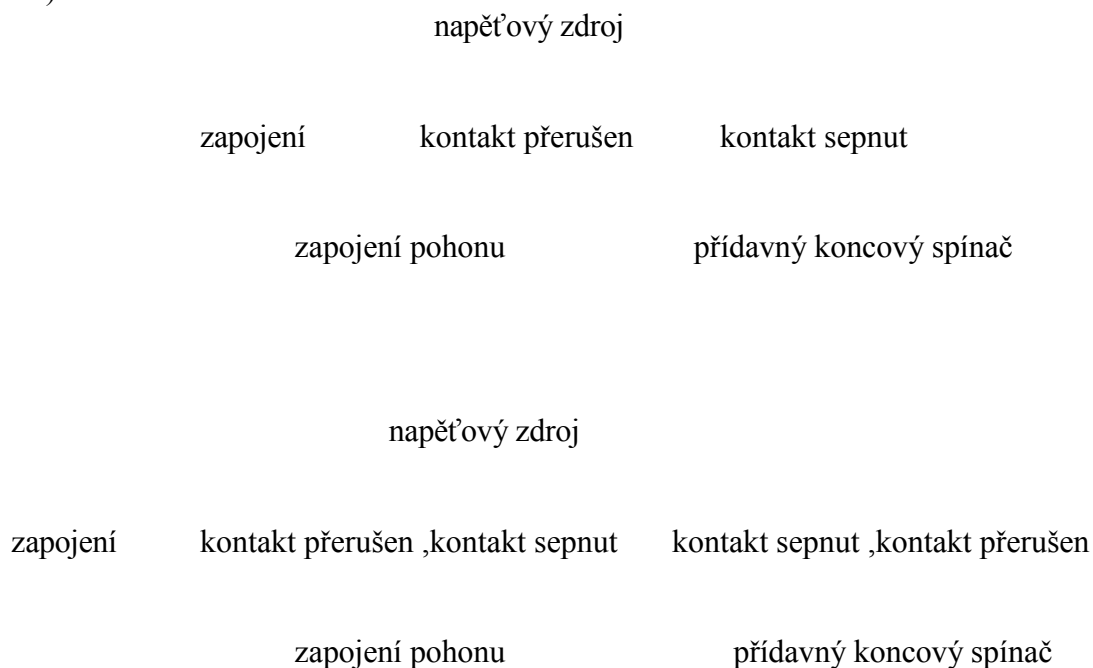 )
napěťový zdroj
zapojení kontakt přerušen kontakt sepnut
zapojení pohonu přídavný koncový spínač
napěťový zdroj
zapojení kontakt přerušen ,kontakt sepnut kontakt sepnut ,kontakt přerušen
zapojení pohonu přídavný koncový spínač